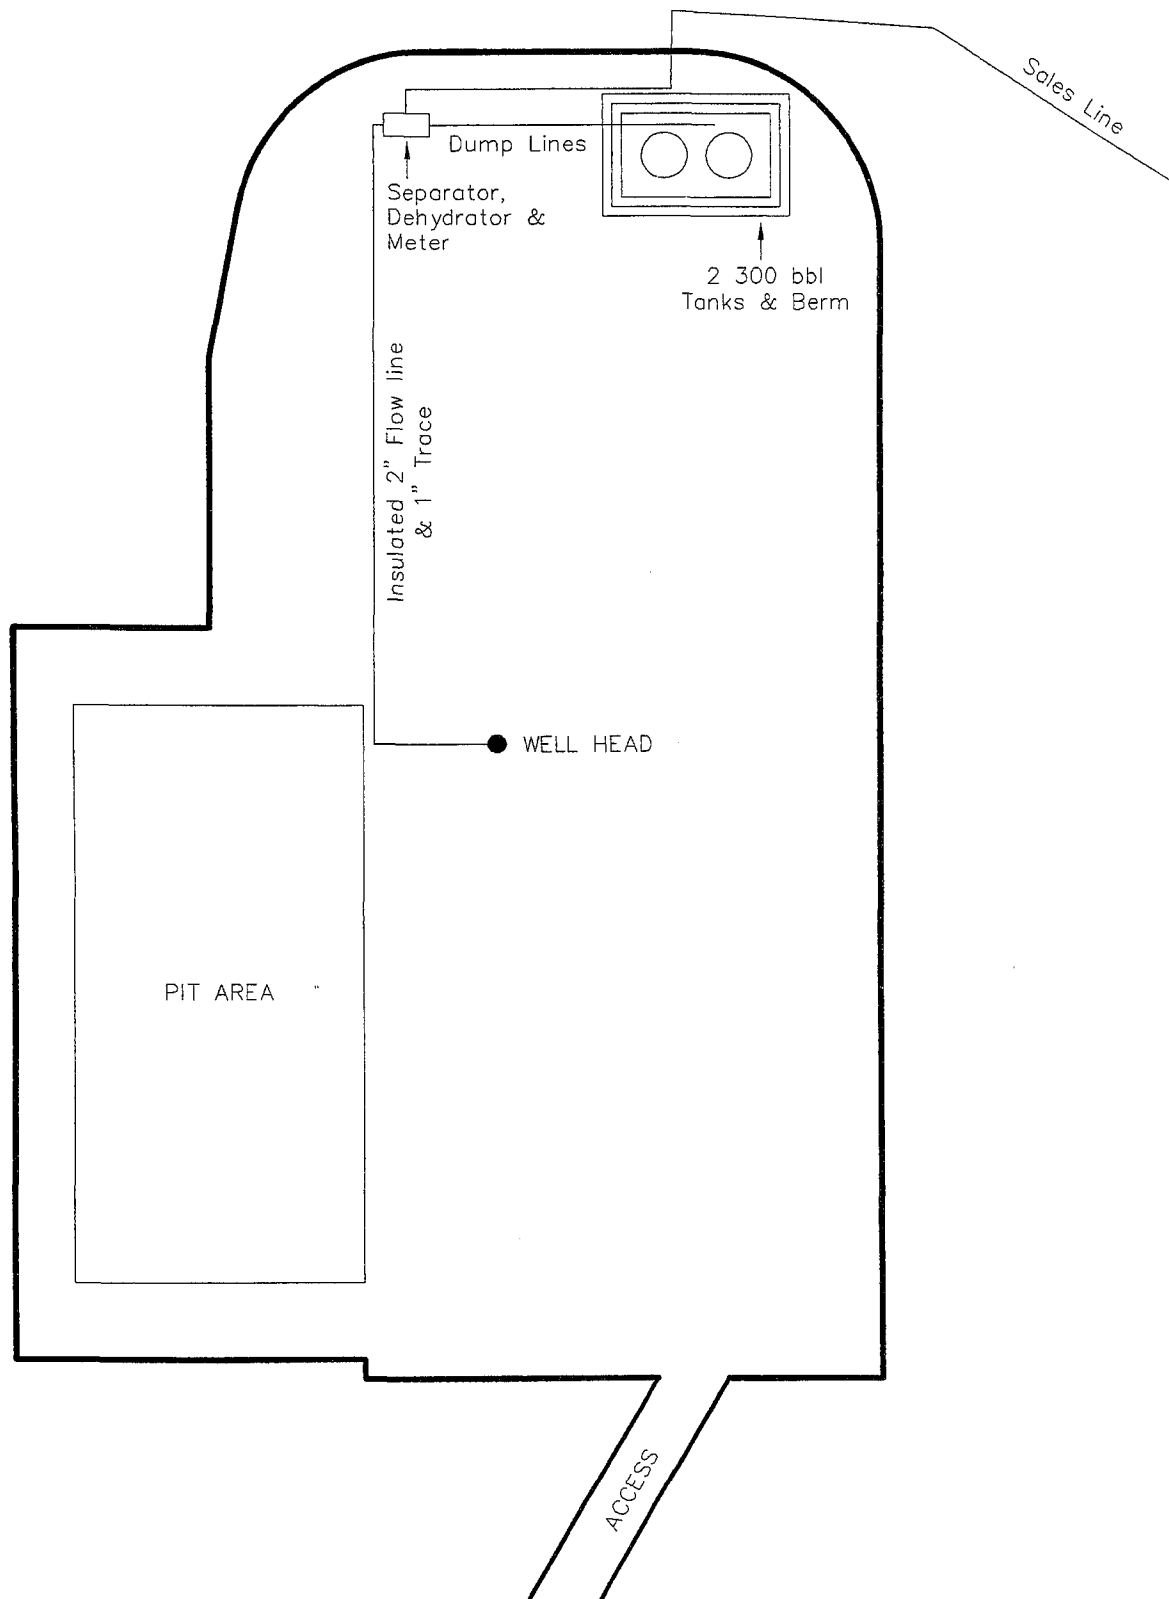 Sales Line
Dump Lines
Separator,
Dehydrator &
Meter
2 300 bbl
Tanks & Berm
Insulated 2" Flow line
& 1" Trace
WELL HEAD
PIT AREA
ACCESS